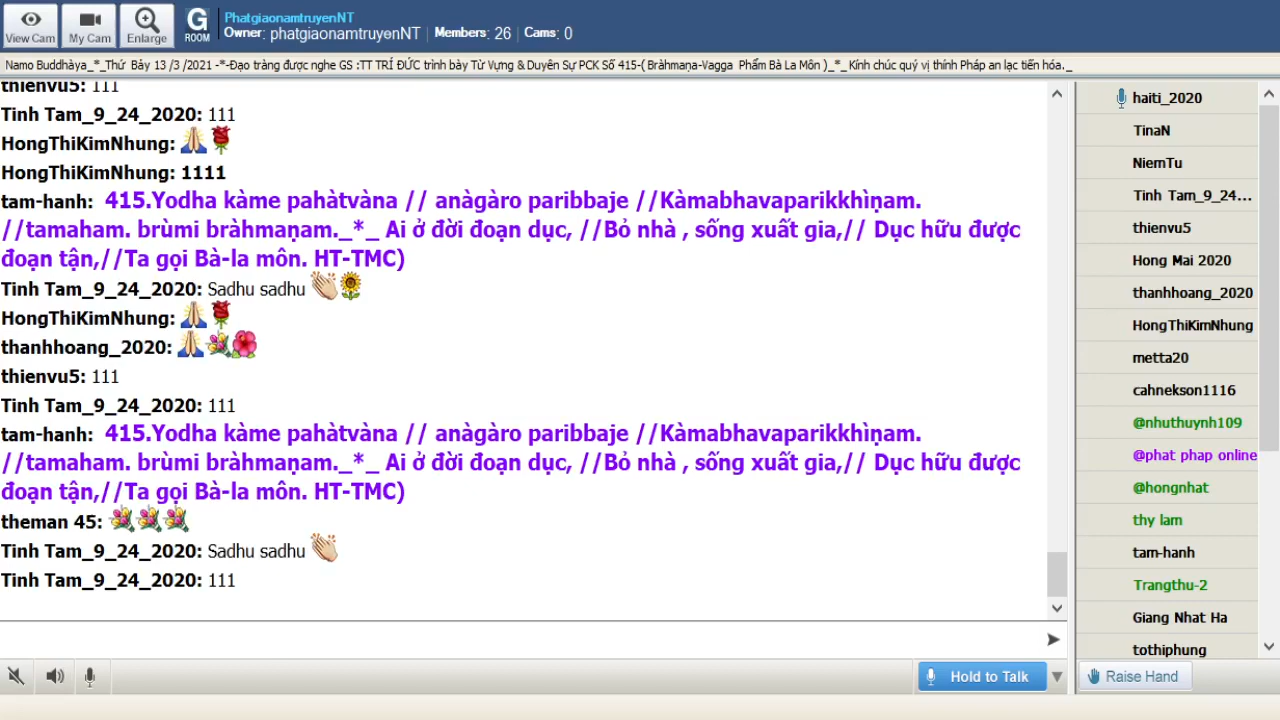 View Cam
My Cam
Enlarge
G ROOM
PhatgiaonamtruyenNT
Owner: phatgiaonamtruyenNT | Members: 26 | Cams: 0
Namo Buddhàya_*_Thứ Bảy 13 /3 /2021 -*-Đạo tràng được nghe GS :TT TRÍ ĐỨC trình bày Từ Vựng & Duyên Sự PCK Số 415-( Bràhmaṇa-Vagga Phẩm Bà La Môn )_*_ Kính chúc quý vị thính Pháp an lạc tiến hóa._
thienvu5: 111
Tinh Tam_9_24_2020: 111
HongThiKimNhung: 🙏🌹
HongThiKimNhung: 1111
tam-hanh: 415.Yodha kàme pahàtvàna // anàgàro paribbaje //Kàmabhavaparikkhìṇam.
//tamaham. brùmi bràhmaṇam._*_ Ai ở đời đoạn dục, //Bỏ nhà , sống xuất gia,// Dục hữu được
đoạn tận,//Ta gọi Bà-la môn. HT-TMC)
Tinh Tam_9_24_2020: Sadhu sadhu 👏🌻
HongThiKimNhung: 🙏🌹
thanhhoang_2020: 🙏💐🌺
thienvu5: 111
Tinh Tam_9_24_2020: 111
tam-hanh: 415.Yodha kàme pahàtvàna // anàgàro paribbaje //Kàmabhavaparikkhìṇam.
//tamaham. brùmi bràhmaṇam._*_ Ai ở đời đoạn dục, //Bỏ nhà , sống xuất gia,// Dục hữu được
đoạn tận,//Ta gọi Bà-la môn. HT-TMC)
theman 45: 💐💐💐
Tinh Tam_9_24_2020: Sadhu sadhu 👏
Tinh Tam_9_24_2020: 111
Hold to Talk
haiti_2020
TinaN
NiemTu
Tinh Tam_9_24...
thienvu5
Hong Mai 2020
thanhhoang_2020
HongThiKimNhung
metta20
cahnekson1116
@nhuthuynh109
@phat phap online
@hongnhat
thy lam
tam-hanh
Trangthu-2
Giang Nhat Ha
tothiphung
Raise Hand